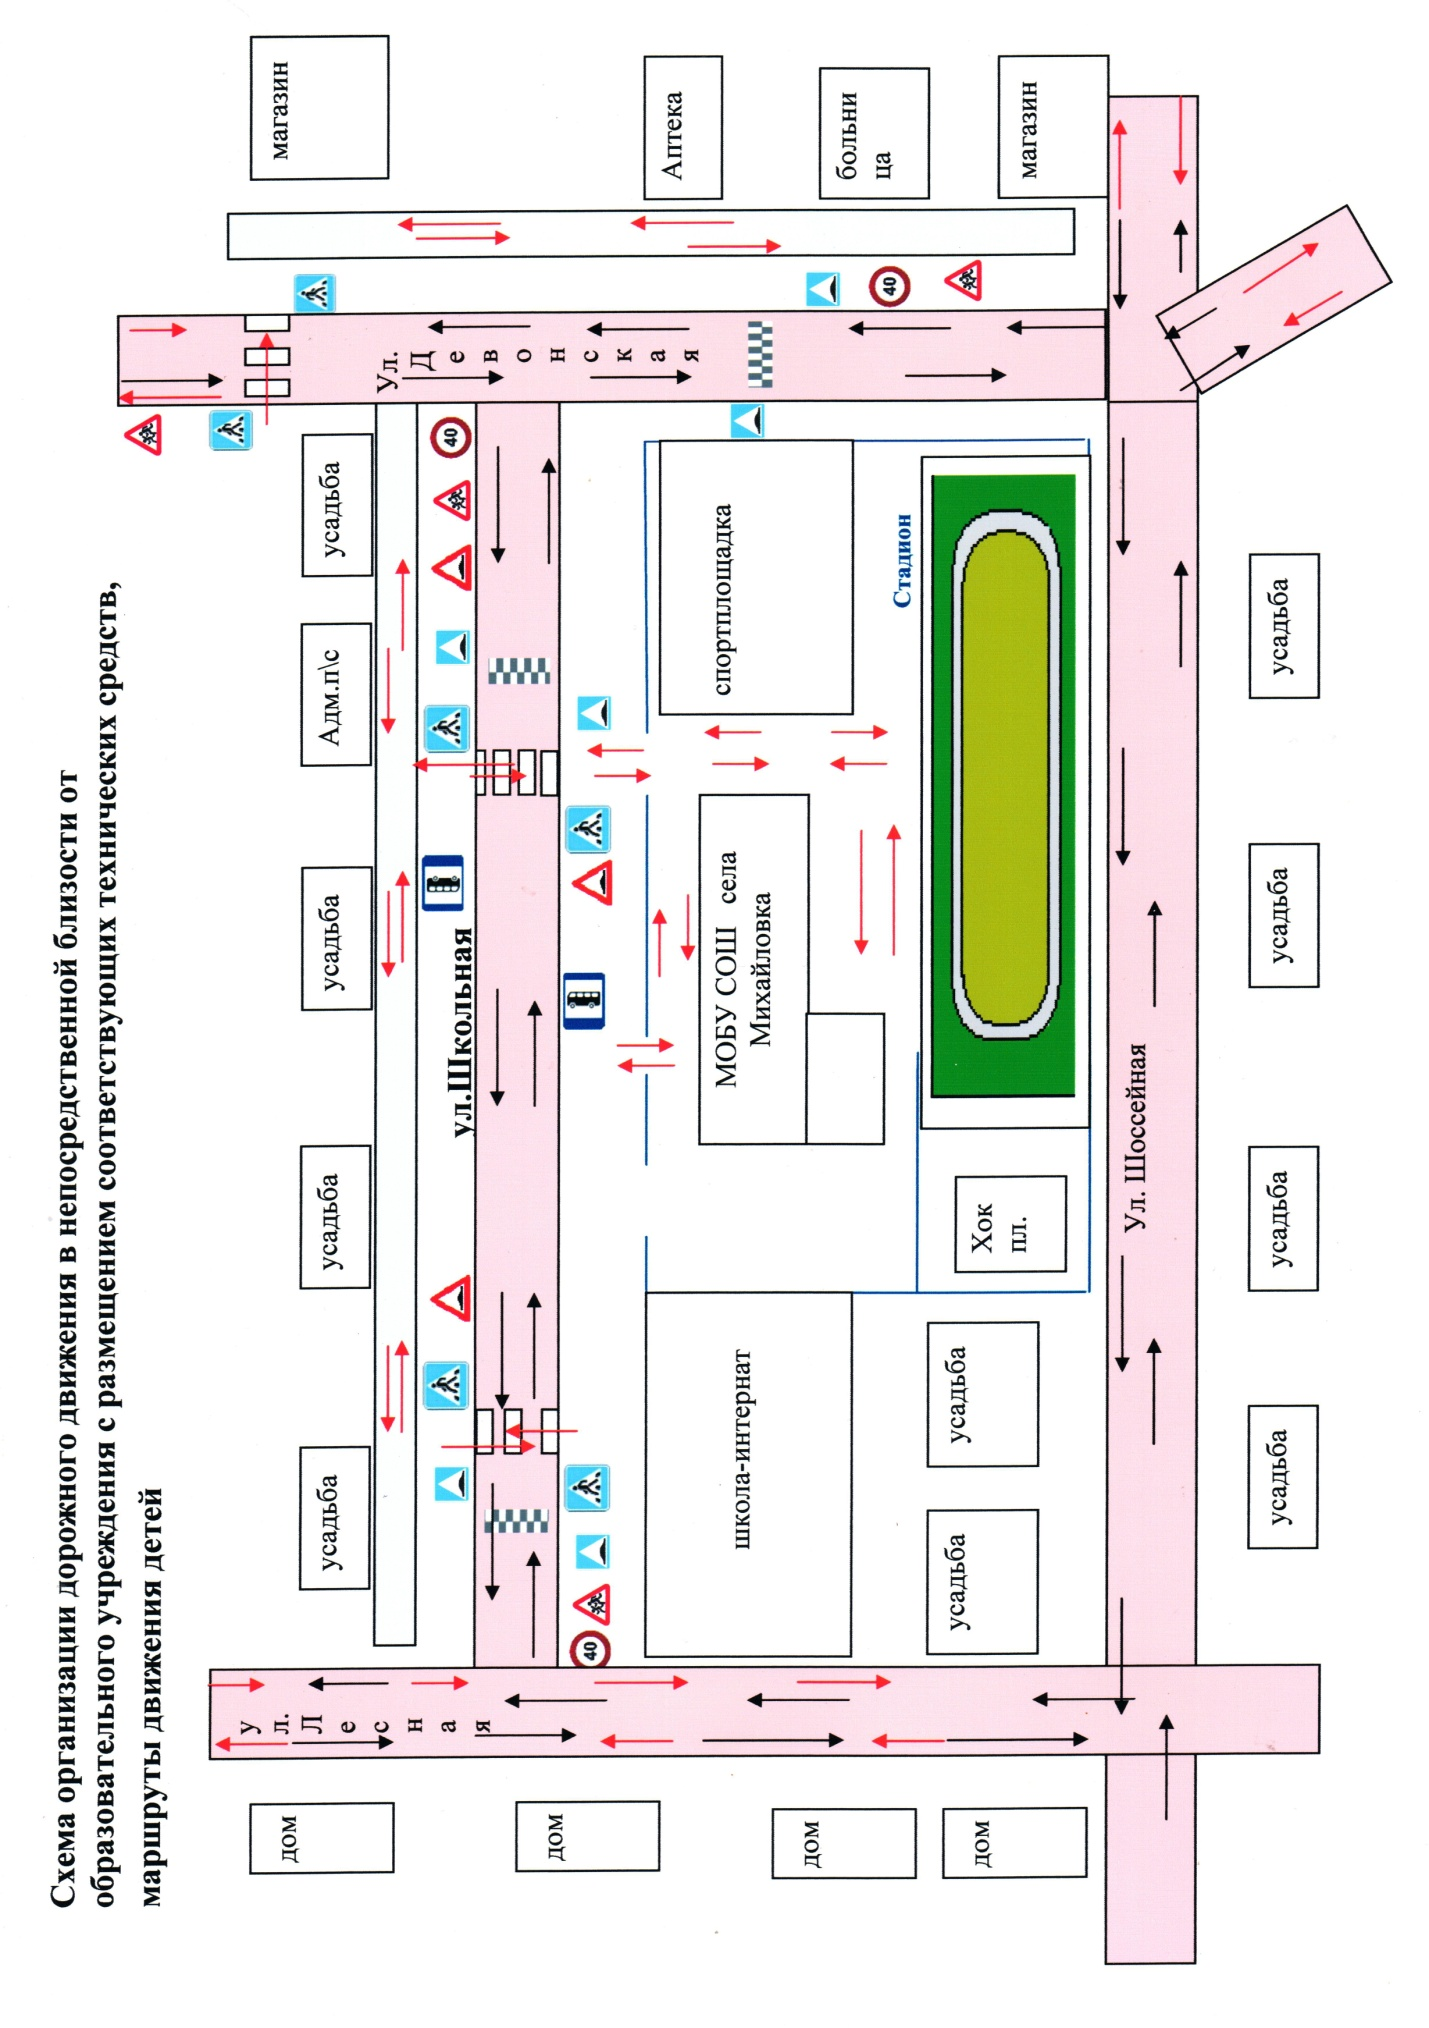 Схема организации дорожного движения в непосредственной близости от
образовательного учреждения с размещением соответствующих технических средств,
маршруты движения детей
дом
магазин
у
л.
Л
е
с
н
а
я
усадьба
усадьба
усадьба
Адм.п\с
усадьба
Ул.
Д
е
в
о
н
с
к
а
я
40
ул.Школьная
дом
40
Аптека
школа-интернат
МОБУ СОШ села
Михайловка
спортплощадка
дом
больни
ца
40
Стадион
усадьба
усадьба
Хок
пл.
дом
магазин
Ул. Шоссейная
усадьба
усадьба
усадьба
усадьба